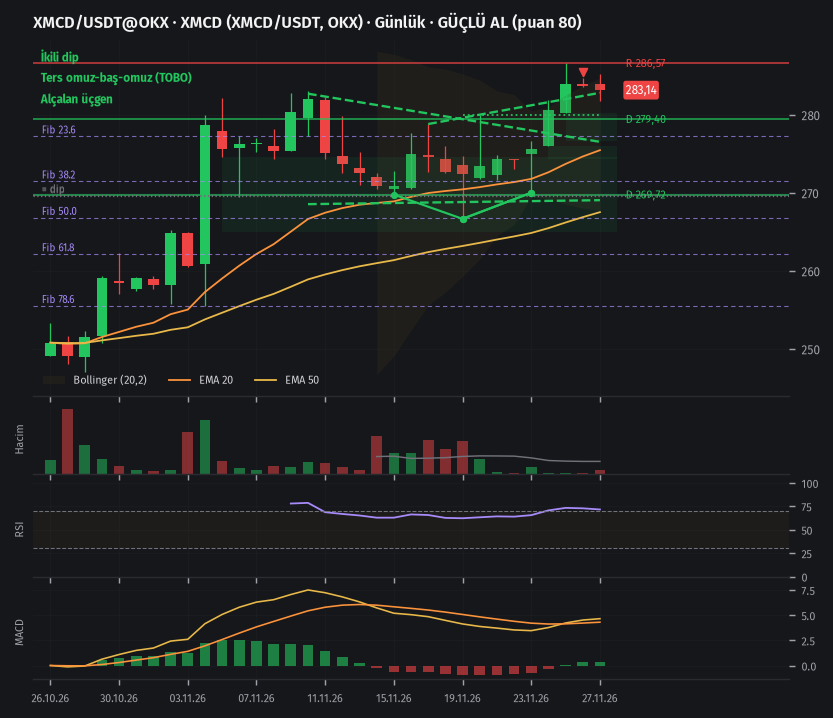 XMCD/USDT@OKX · XMCD (XMCD/USDT, OKX) · Günlük · GÜÇLÜ AL (puan 80)
İkili dip
Ters omuz-baş-omuz (TOBO)
Alçalan üçgen
R 286,57
283,14
280
D 279,40
Fib 23.6
Fib 38.2
= dip
270
D 269,72
Fib 50.0
Fib 61.8
260
Fib 78.6
250
Bollinger (20,2)
EMA 20
EMA 50
Hacim
RSI
100
75
50
25
0
MACD
7.5
5.0
2.5
0.0
26.10.26
30.10.26
03.11.26
07.11.26
11.11.26
15.11.26
19.11.26
23.11.26
27.11.26